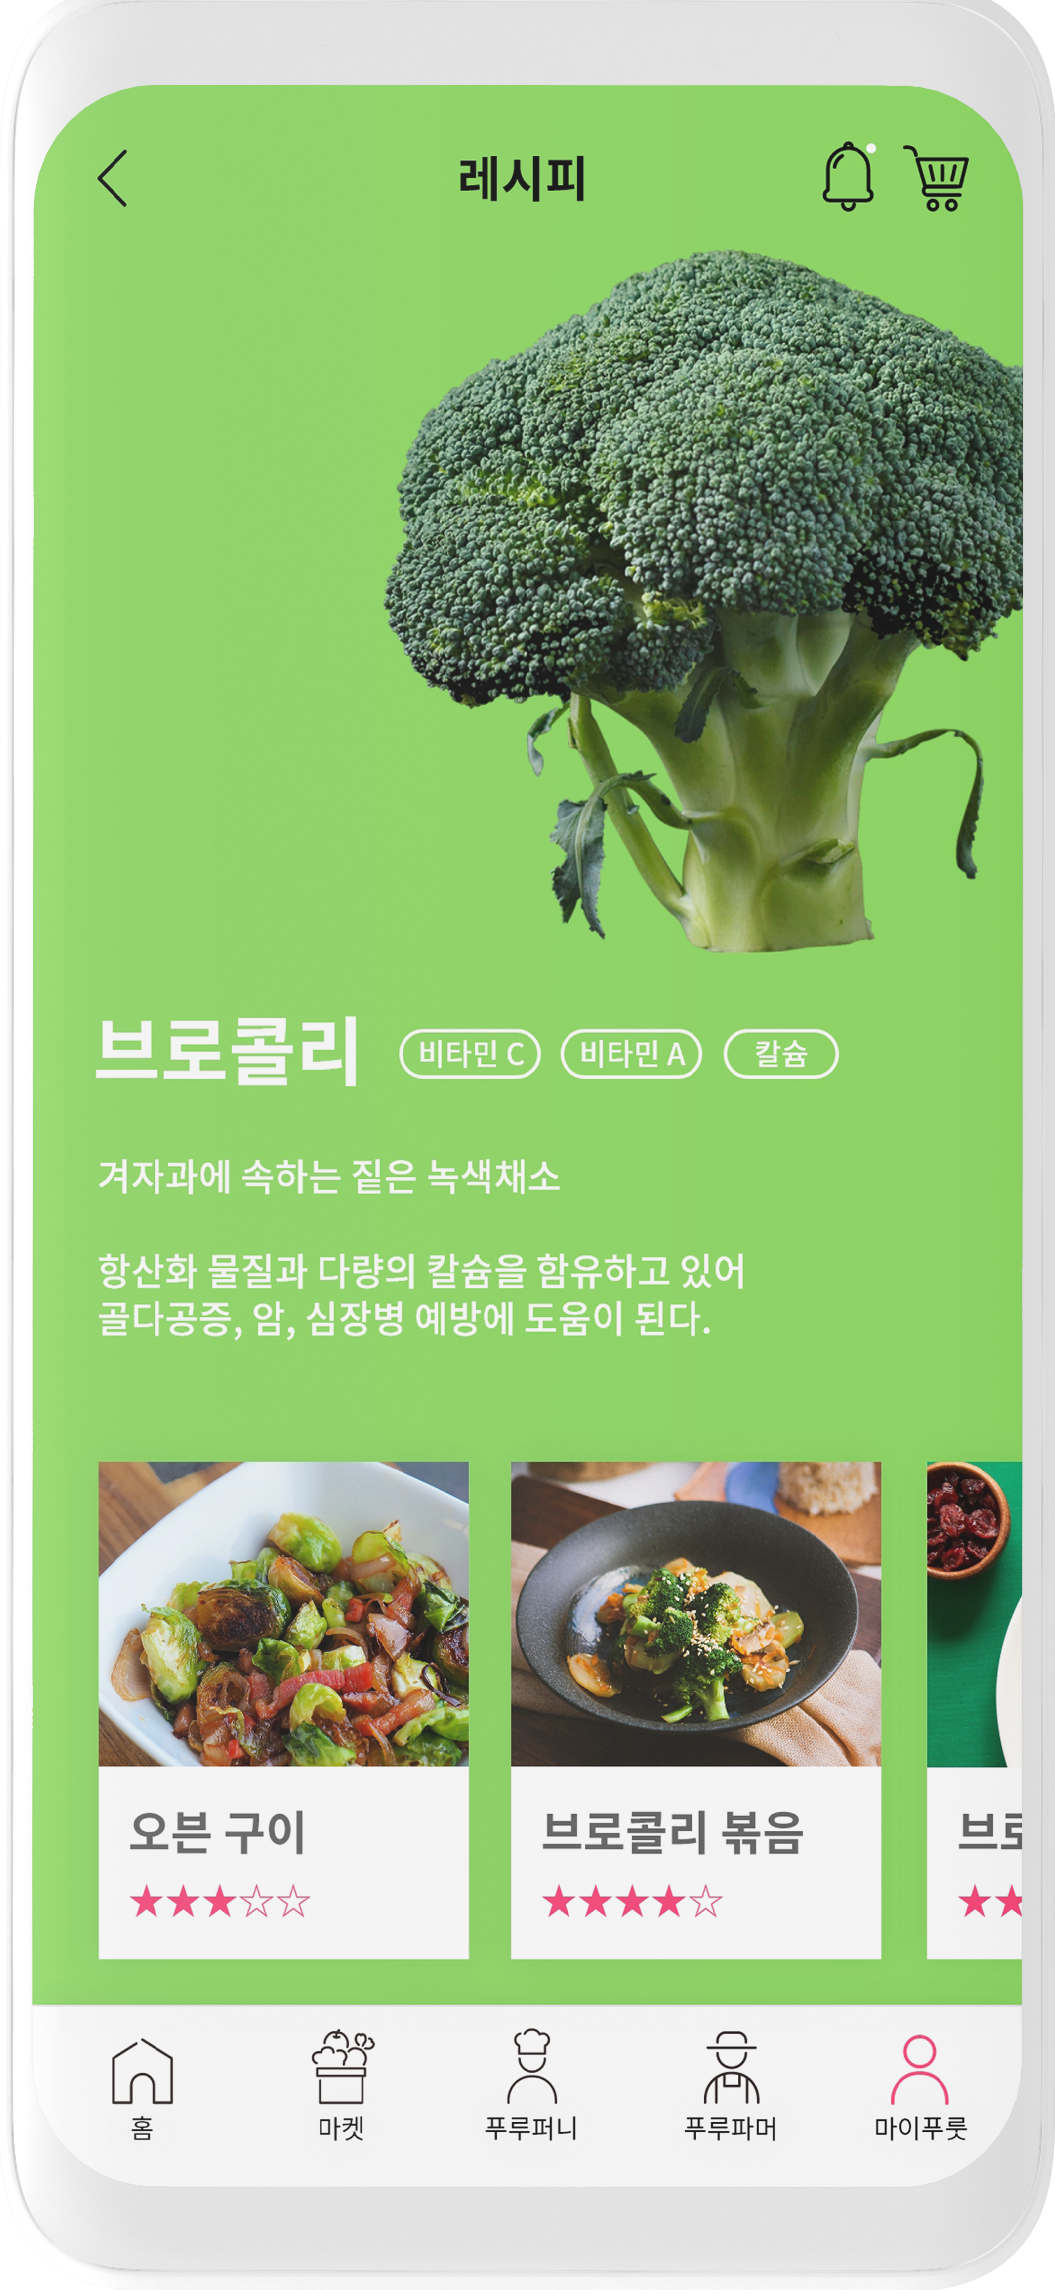 레시피
브로콜리
비타민 C
비타민 A
칼슘
겨자과에 속하는 짙은 녹색채소
항산화 물질과 다량의 칼슘을 함유하고 있어
골다공증, 암, 심장병 예방에 도움이 된다.
오븐 구이
브로콜리 볶음
브로
홈
마켓
푸루퍼니
푸루파머
마이푸룻